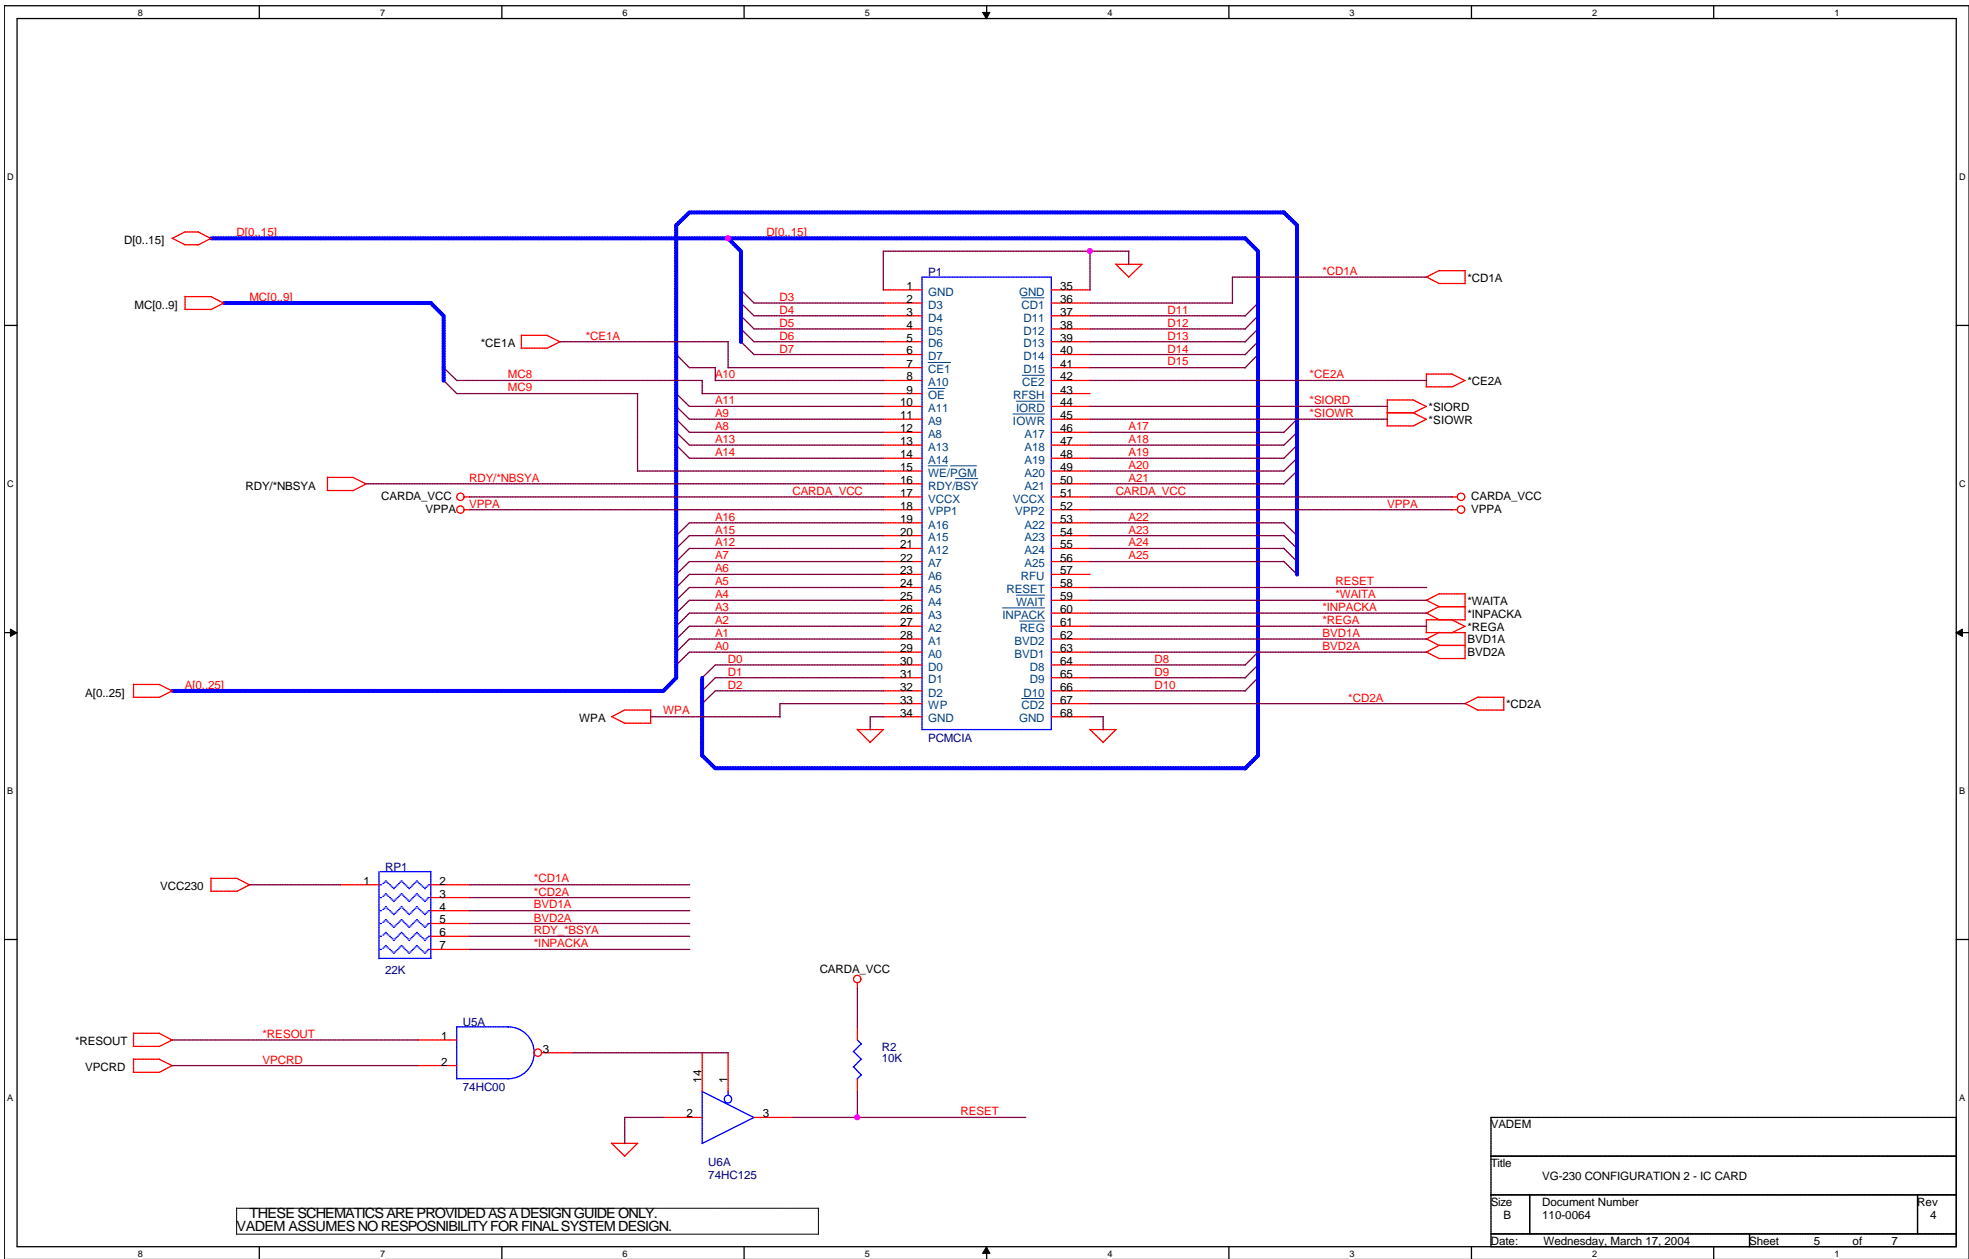 8 7 6 5 4 3 2 1
D D
D[0..15] D[0..15] D[0..15]
MC[0..9] MC[0..9]
*CE1A *CE1A
MC8
MC9
RDY/*NBSYA RDY/*NBSYA
CARDA_VCC CARDA_VCC
VPPA VPPA
A[0..25] A[0..25]
WPA WPA
P1
1 GND
D3 2 D3
D4 3 D4
D5 4 D5
D6 5 D6
D7 6 D7
7 CE1
A10 8 A10
9 OE
A11 10 A11
A9 11 A9
A8 12 A8
A13 13 A13
A14 14 A14
15 WE/PGM
16 RDY/BSY
17 VCCX
18 VPP1
A16 19 A16
A15 20 A15
A12 21 A12
A7 22 A7
A6 23 A6
A5 24 A5
A4 25 A4
A3 26 A3
A2 27 A2
A1 28 A1
A0 29 A0
D0 30 D0
D1 31 D1
D2 32 D2
33 WP
34 GND
GND 35
CD1 36 *CD1A *CD1A
D11 37 D11
D12 38 D12
D13 39 D13
D14 40 D14
D15 41 D15
CE2 42 *CE2A *CE2A
RFSH 43
IORD 44 *SIORD *SIORD
IOWR 45 *SIOWR *SIOWR
A17 46 A17
A18 47 A18
A19 48 A19
A20 49 A20
A21 50 A21
VCCX 51 CARDA_VCC CARDA_VCC
VPP2 52 VPPA VPPA
A22 53 A22
A23 54 A23
A24 55 A24
A25 56 A25
RFU 57
RESET 58 RESET
WAIT 59 *WAITA *WAITA
INPACK 60 *INPACKA *INPACKA
REG 61 *REGA *REGA
BVD2 62 BVD1A BVD1A
BVD1 63 BVD2A BVD2A
D8 64 D8
D9 65 D9
D10 66 D10
CD2 67 *CD2A *CD2A
GND 68
PCMCIA
C C
B B
RP1
VCC230 1 2 *CD1A
3 *CD2A
4 BVD1A
5 BVD2A
6 RDY_*BSYA
7 *INPACKA
22K
CARDA_VCC
R2
10K
*RESOUT *RESOUT 1 U5A
VPCRD VPCRD 2 3
74HC00
14 1
2 3 RESET
U6A
74HC125
A A
THESE SCHEMATICS ARE PROVIDED AS A DESIGN GUIDE ONLY.
VADEM ASSUMES NO RESPOSNIBILITY FOR FINAL SYSTEM DESIGN.
VADEM
Title
VG-230 CONFIGURATION 2 - IC CARD
Size Document Number Rev
B 110-0064 4
Date: Wednesday, March 17, 2004 Sheet 5 of 7
8 7 6 5 4 3 2 1